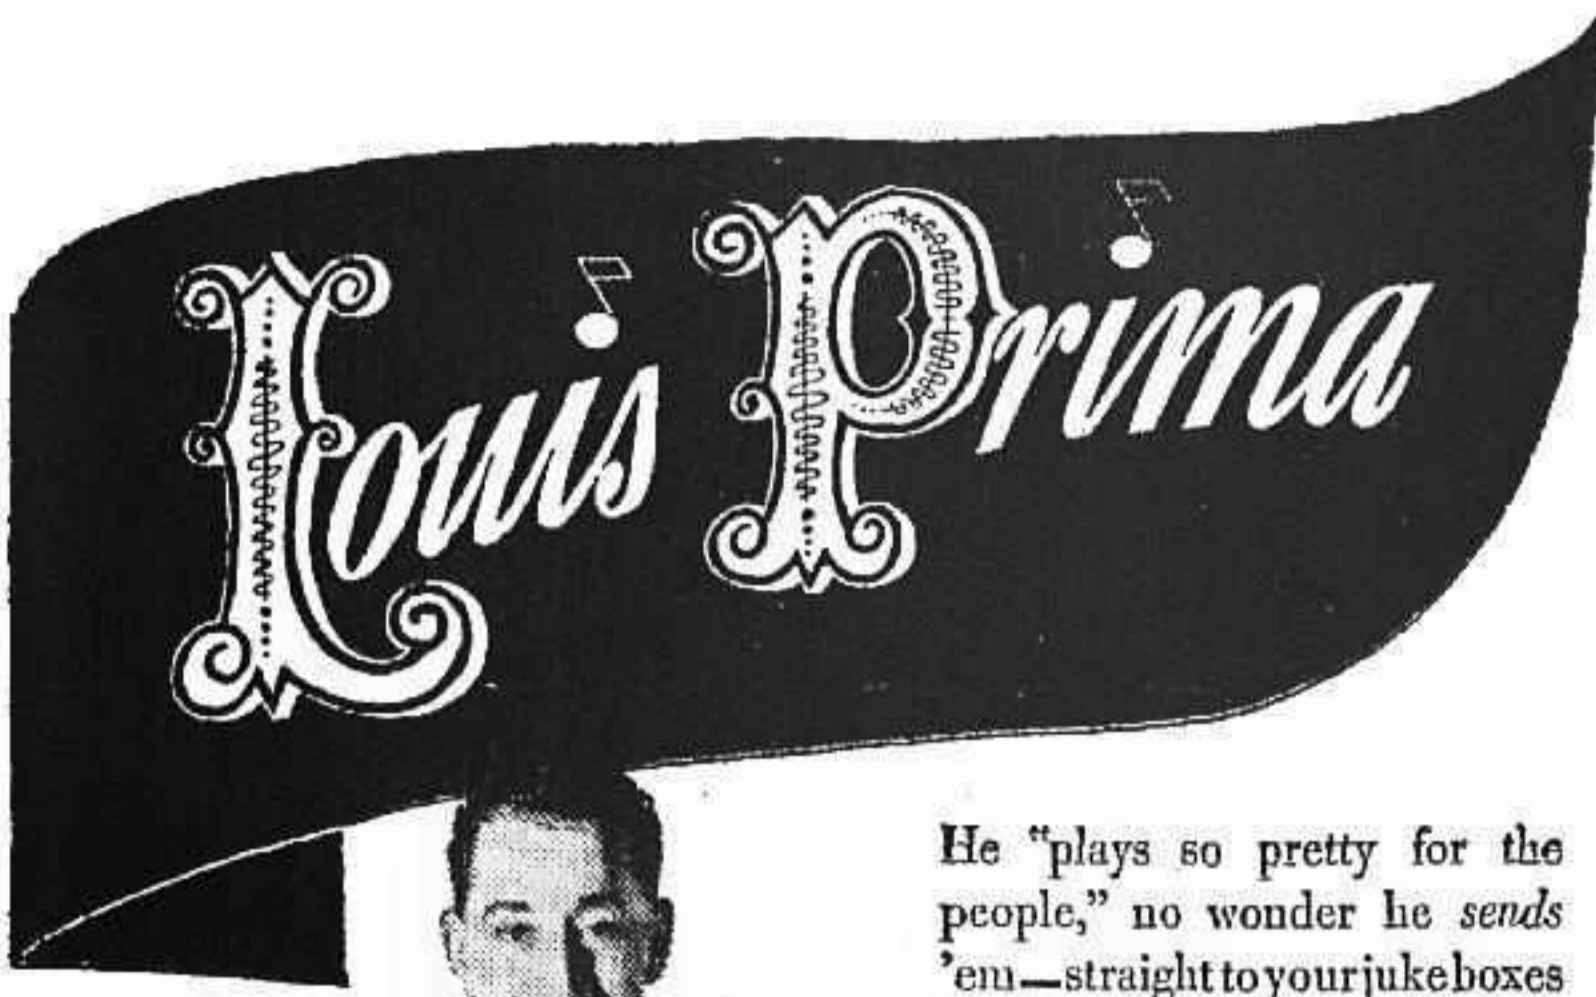 Louis Prima
He “plays so pretty for the
people,” no wonder he sends
’em—straight to your juke boxes